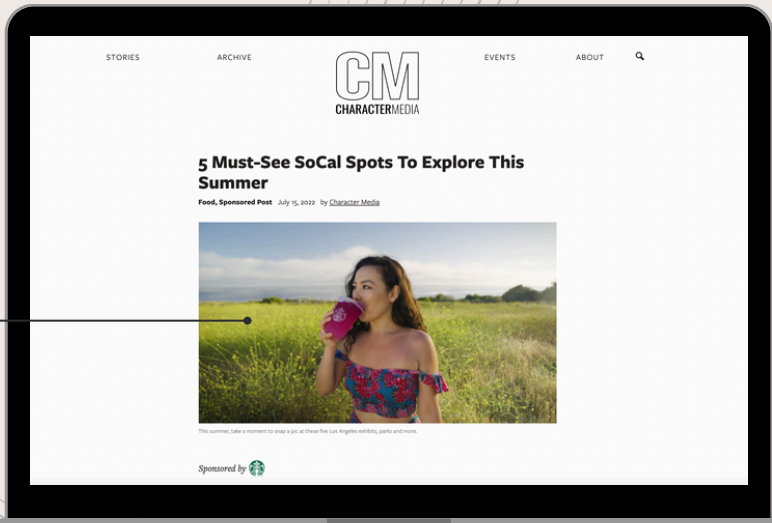 STORIES
ARCHIVE
CM
CHARACTERMEDIA
EVENTS
ABOUT
5 Must-See SoCal Spots To Explore This
Summer
Food, Sponsored Post July 15, 2022 by Character Media
This summer, take a moment to snap a pic at these five Los Angeles exhibits, parks and more.
Sponsored by